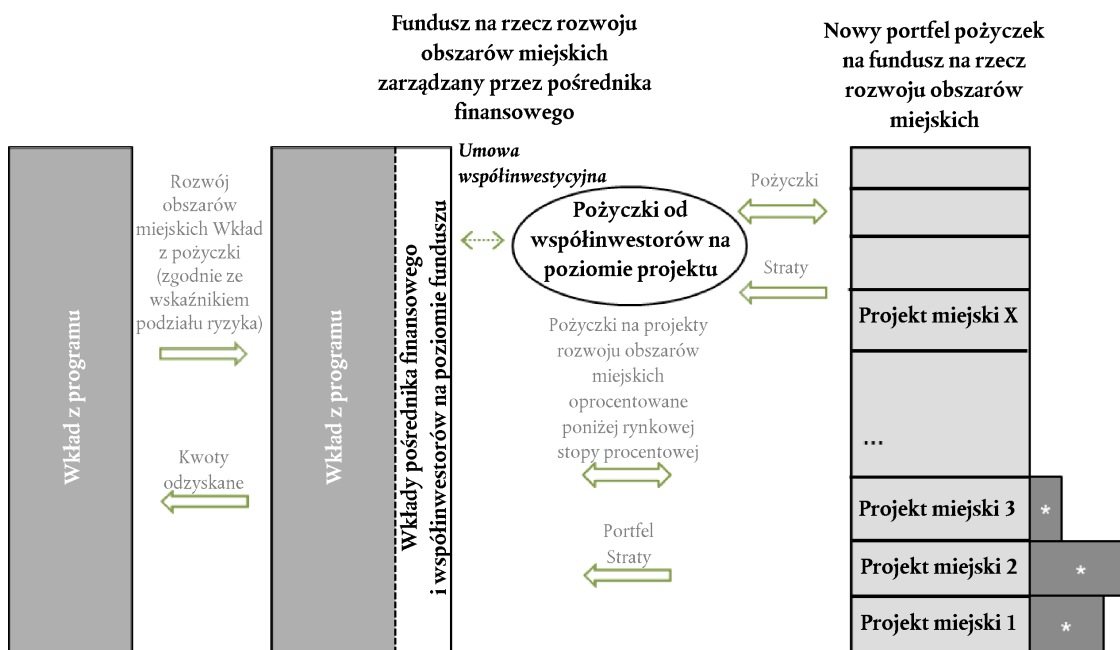 Fundusz na rzecz rozwoju
obszarów miejskich
zarządzany przez pośrednika
finansowego
Nowy portfel pożyczek
na fundusz na rzecz
rozwoju obszarów
miejskich
Wkład z programu
Rozwój
obszarów
miejskich Wkład
z pożyczki
(zgodnie ze
wskaźnikiem
podziału ryzyka)
Kwoty
odzyskane
Wkład z programu
Wkłady pośrednika finansowego
i współinwestorów na poziomie funduszu
Umowa
współinwestycyjna
Pożyczki od
współinwestorów na
poziomie projektu
Pożyczki
Straty
Pożyczki na projekty
rozwoju obszarów
miejskich
oprocentowane
poniżej rynkowej
stopy procentowej
Portfel
Straty
Projekt miejski X
...
Projekt miejski 3
*
Projekt miejski 2
*
Projekt miejski 1
*